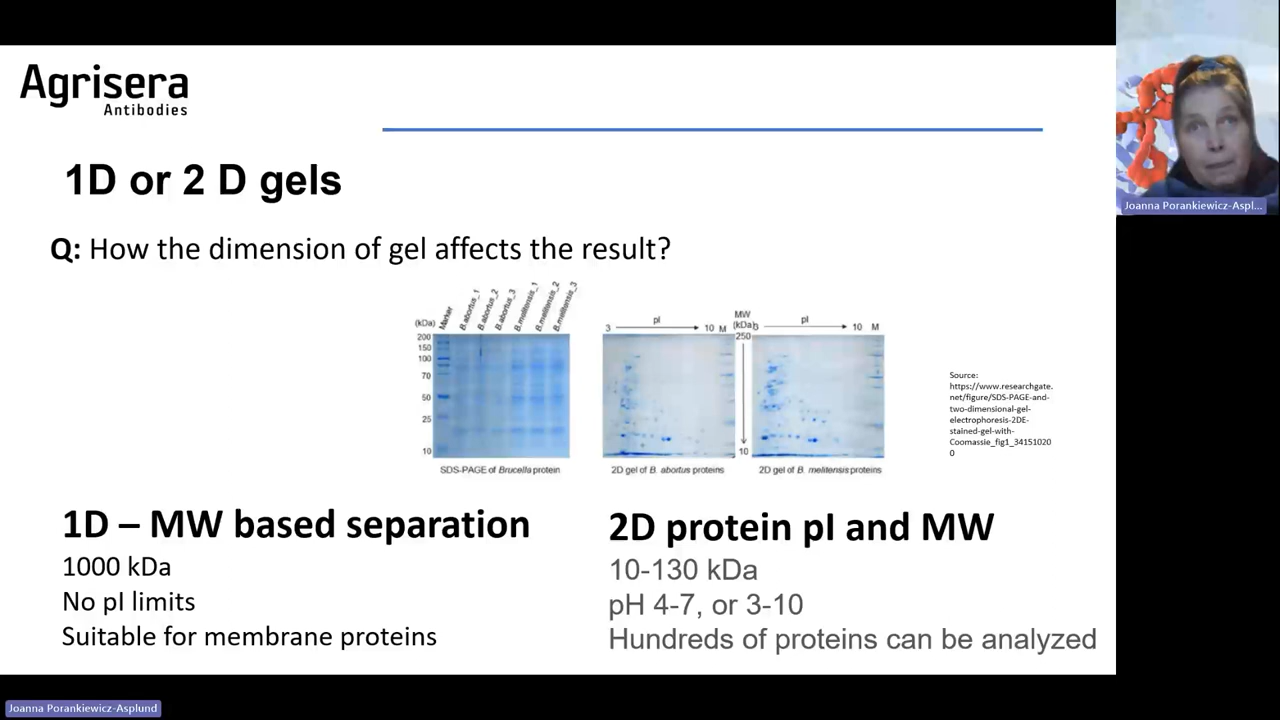 Agrisera
Antibodies
1D or 2 D gels
Q: How the dimension of gel affects the result?
(kDa)
Marker
B.abortus_1
B.abortus_2
B.abortus_3
B.melitensis_1
B.melitensis_2
B.melitensis_3
200
150
100
70
50
25
10
SDS-PAGE of Brucella protein
3 pI 10 M
MW
(kDa)
250
10
2D gel of B. abortus proteins
3 pI 10 M
2D gel of B. melitensis proteins
Source:
https://www.researchgate.
net/figure/SDS-PAGE-and-
two-dimensional-gel-
electrophoresis-2DE-
stained-gel-with-
Coomassie_fig1_34151020
0
1D – MW based separation
1000 kDa
No pI limits
Suitable for membrane proteins
2D protein pI and MW
10-130 kDa
pH 4-7, or 3-10
Hundreds of proteins can be analyzed
Joanna Porankiewicz-Aspl...
Joanna Porankiewicz-Asplund